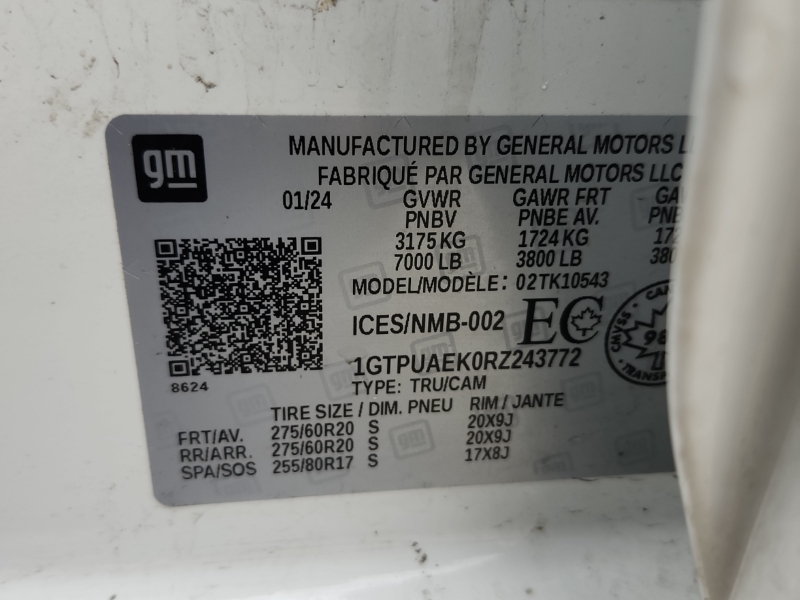 gm
MANUFACTURED BY GENERAL MOTORS
FABRIQUÉ PAR GENERAL MOTORS LLC
01/24 GVWR GAWR FRT
PNBV PNBE AV.
3175 KG 1724 KG
7000 LB 3800 LB
MODEL/MODÈLE: 02TK10543
ICES/NMB-002 EC
1GTPUAEK0RZ243772
8624
TYPE: TRU/CAM
TIRE SIZE / DIM. PNEU RIM / JANTE
FRT/AV. 275/60R20 S 20X9J
RR/ARR. 275/60R20 S 20X9J
SPA/SOS 255/80R17 S 17X8J